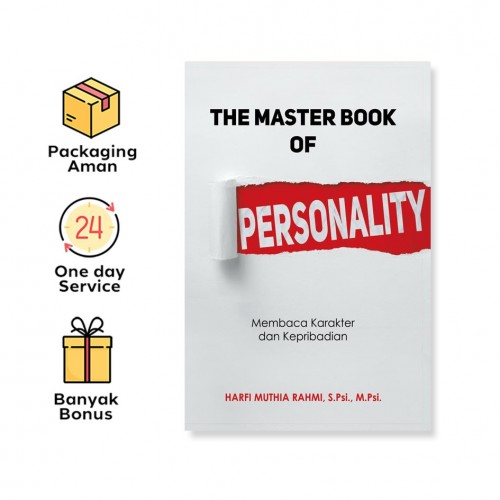 Packaging
Aman
24
One day
Service
Banyak
Bonus
THE MASTER BOOK
OF
PERSONALITY
Membaca Karakter
dan Kepribadian
HARFI MUTHIA RAHMI, S.Psi., M.Psi.